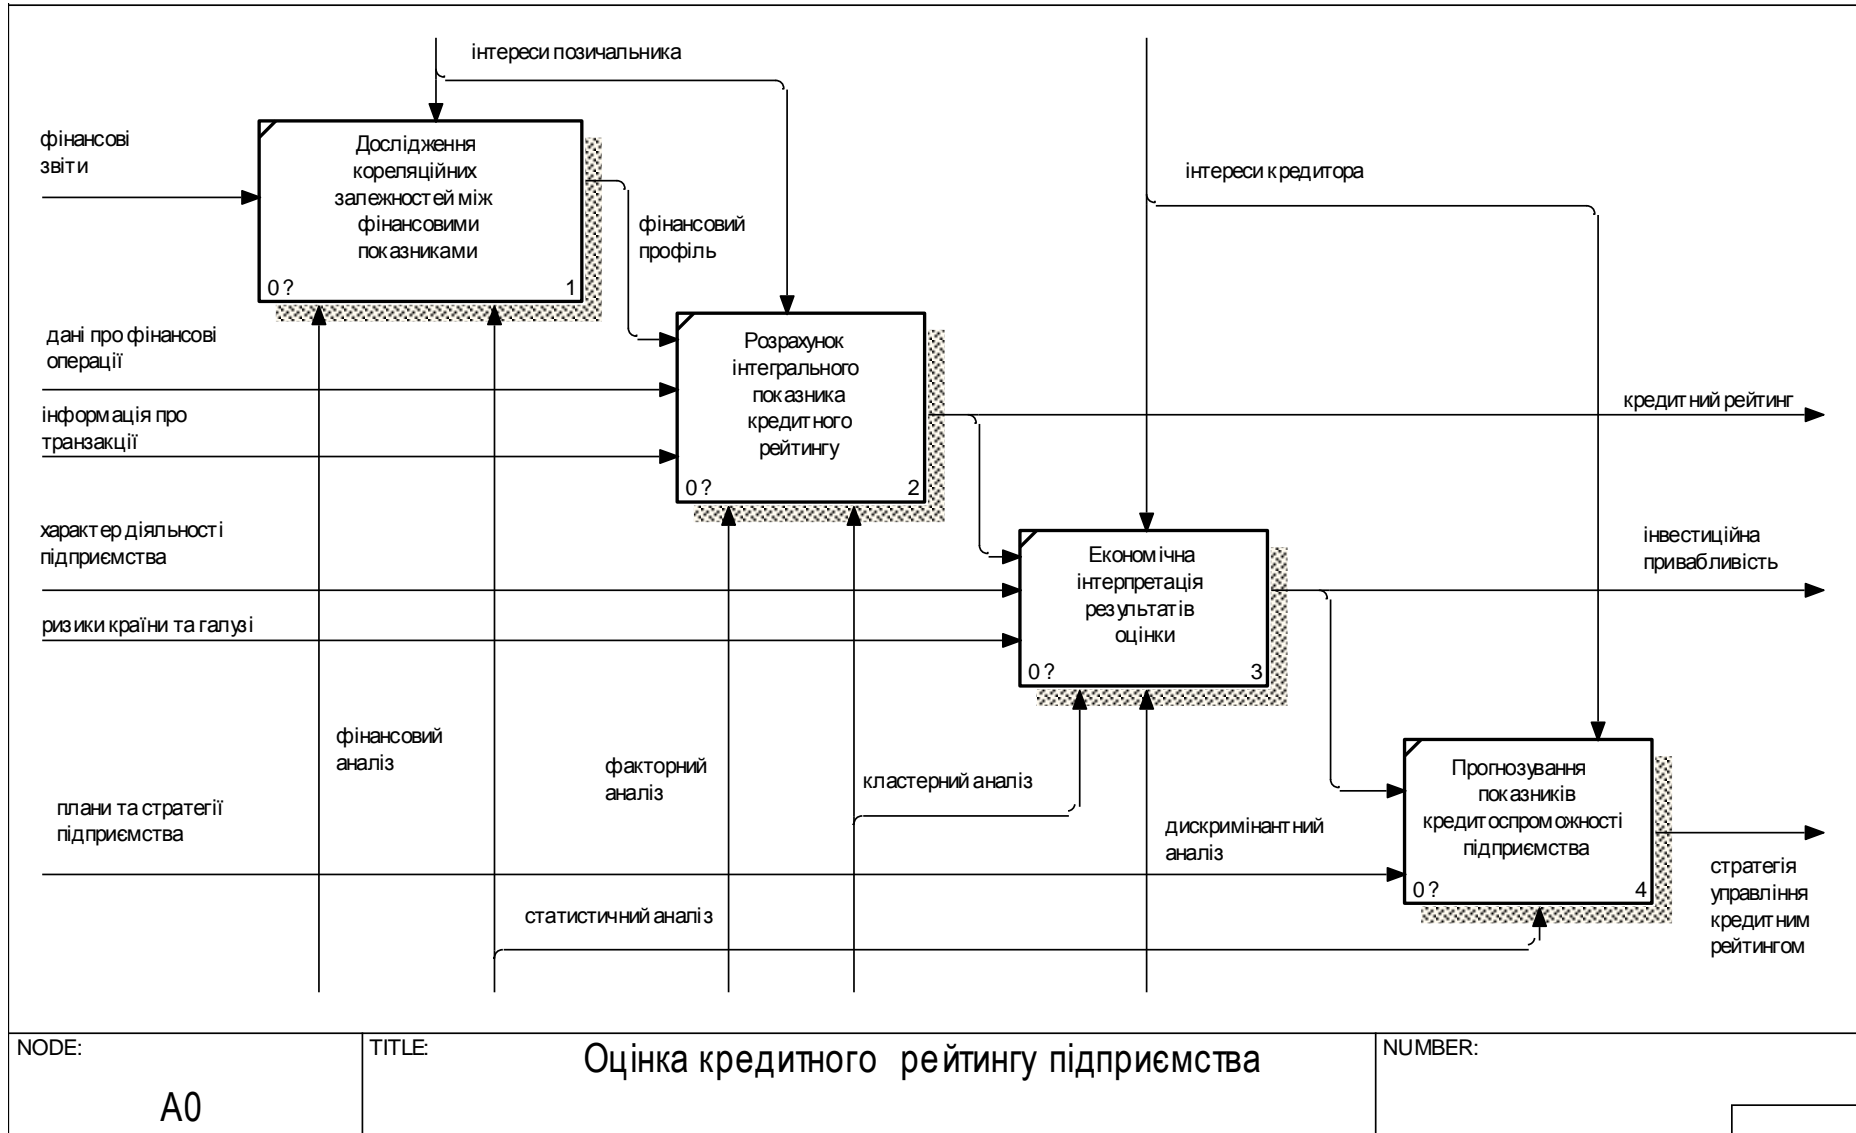 інтереси позичальника
фінансові
звіти
Дослідження
кореляційних
залежностей між
фінансовими
показниками
0 ?
1
інтереси кредитора
фінансовий
профіль
дані про фінансові
операції
інформація про
транзакції
Розрахунок
інтегрального
показника
кредитного
рейтингу
0 ?
2
кредитний рейтинг
характер діяльності
підприємства
ризики країни та галузі
Економічна
інтерпретація
результатів
оцінки
0 ?
3
інвестиційна
привабливість
фінансовий
аналіз
факторний
аналіз
кластерний аналіз
дискримінантний
аналіз
плани та стратегії
підприємства
Прогнозування
показників
кредитоспроможності
підприємства
0 ?
4
статистичний аналіз
стратегія
управління
кредитним
рейтингом
NODE:
A0
TITLE:
Оцінка кредитного рейтингу підприємства
NUMBER: